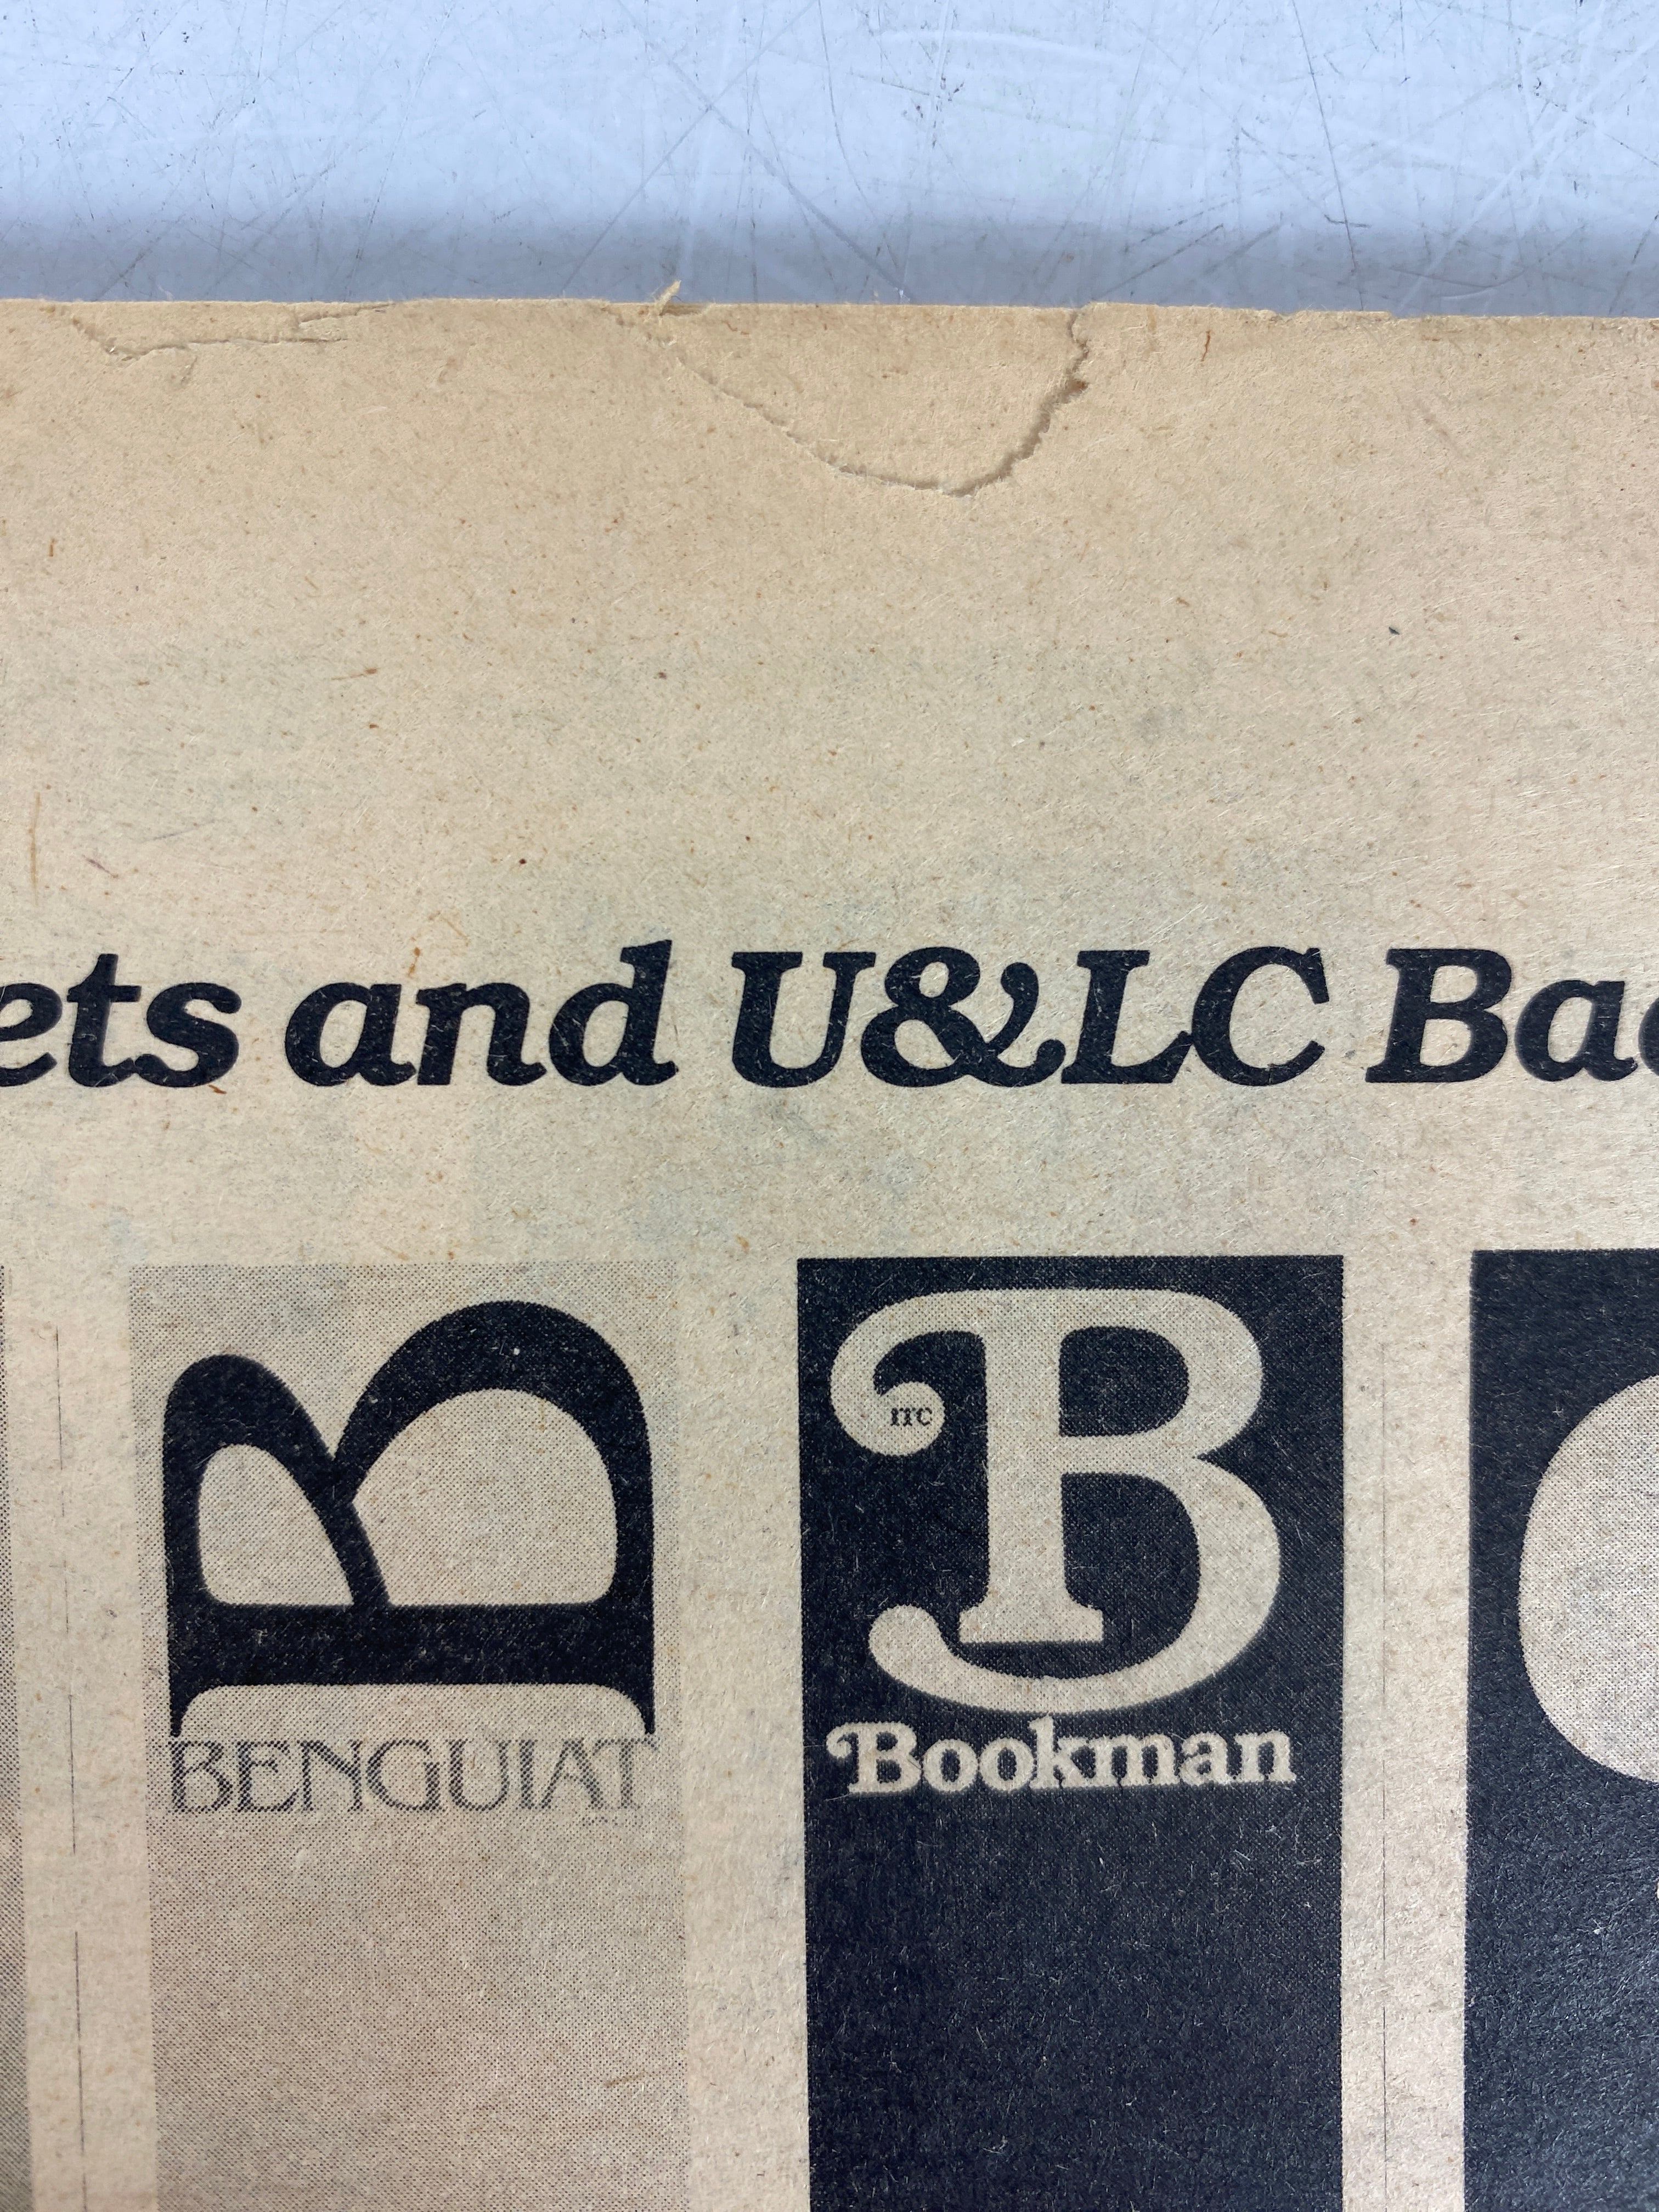 ets and U&LC Bac
B
BENGUIAT
B
ITC
Bookman